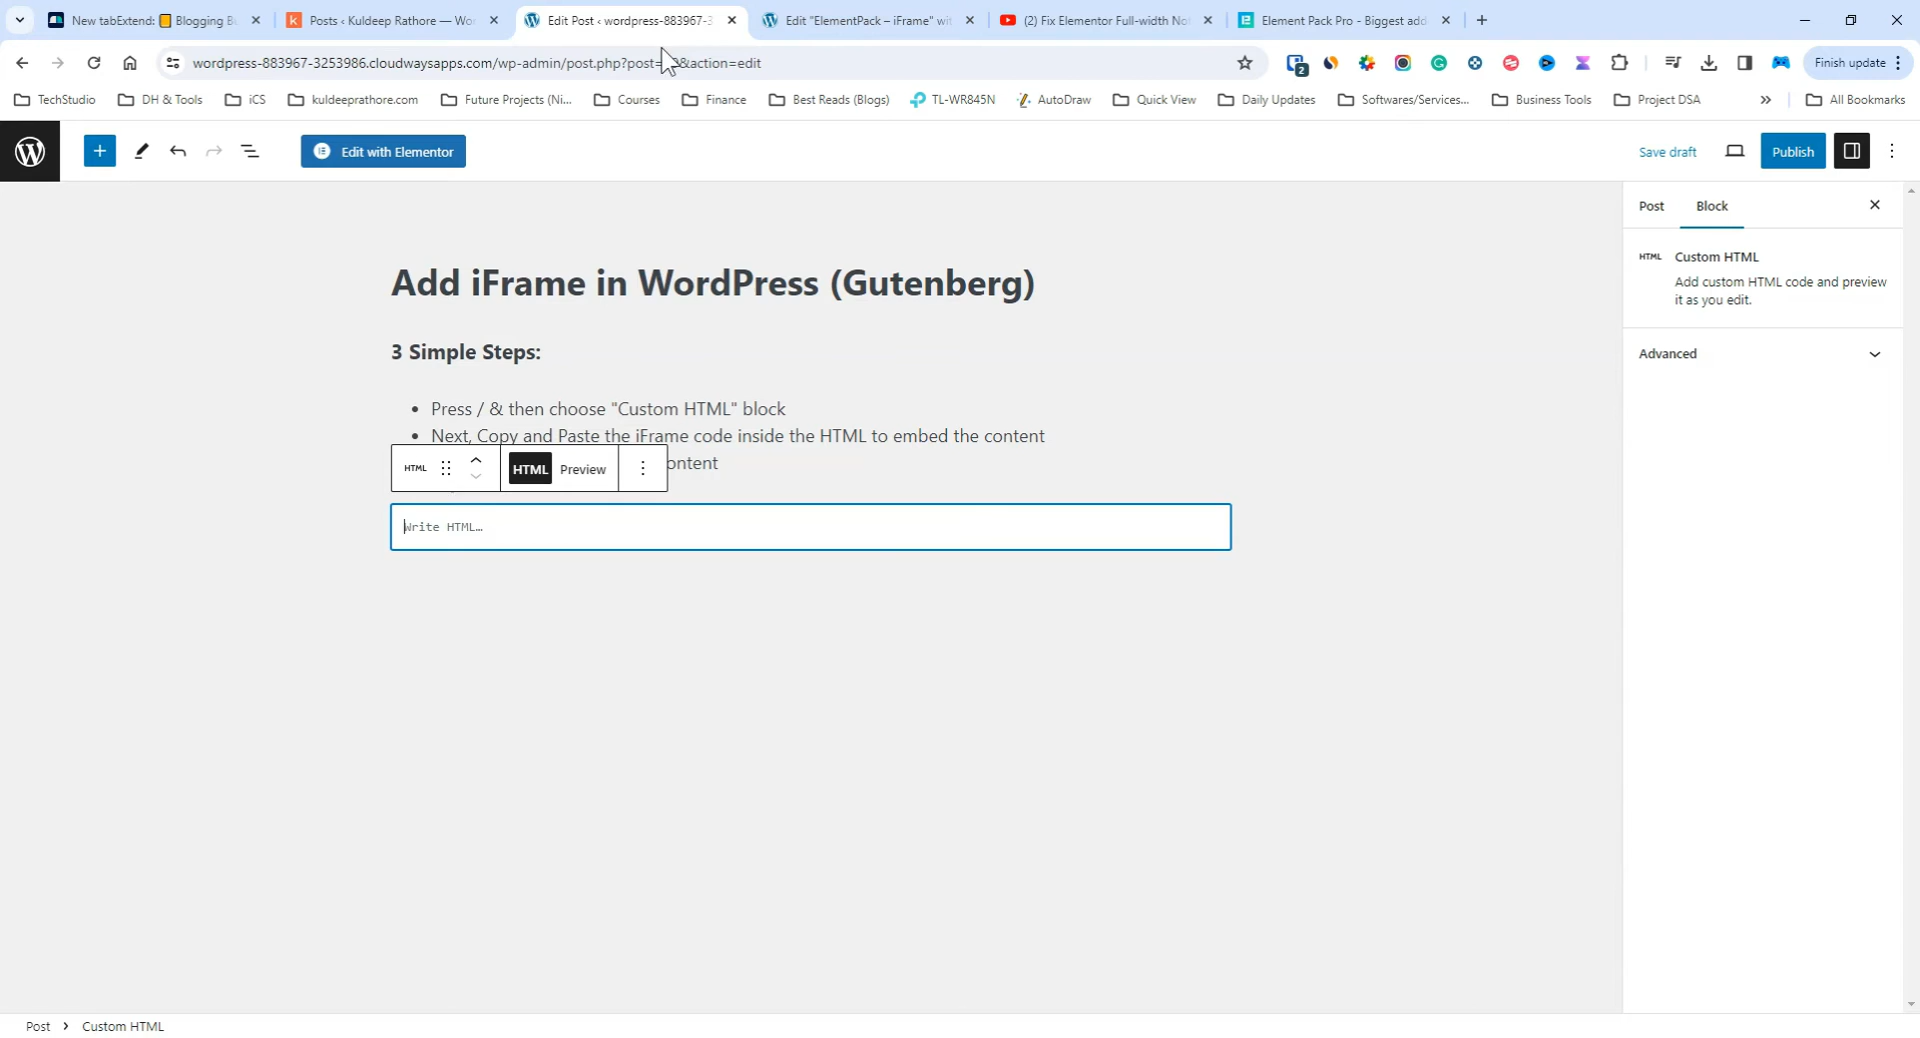 New tabExtend: Blogging Bu
Posts ‹ Kuldeep Rathore — Wor
Edit Post ‹ wordpress-883967-3
Edit "ElementPack – iFrame" wit
(2) Fix Elementor Full-width Not
Element Pack Pro - Biggest add
wordpress-883967-3253986.cloudwaysapps.com/wp-admin/post.php?post= &action=edit
2
Finish update
TechStudio
DH & Tools
iCS
kuldeeprathore.com
Future Projects (Ni...
Courses
Finance
Best Reads (Blogs)
TL-WR845N
AutoDraw
Quick View
Daily Updates
Softwares/Services...
Business Tools
Project DSA
»
All Bookmarks
Edit with Elementor
Save draft
Publish
Post
Block
HTML
Custom HTML
Add custom HTML code and preview
it as you edit.
Advanced
Add iFrame in WordPress (Gutenberg)
3 Simple Steps:
• Press / & then choose "Custom HTML" block
• Next, Copy and Paste the iFrame code inside the HTML to embed the content
ontent
HTML
HTML
Preview
Write HTML…
Post
Custom HTML